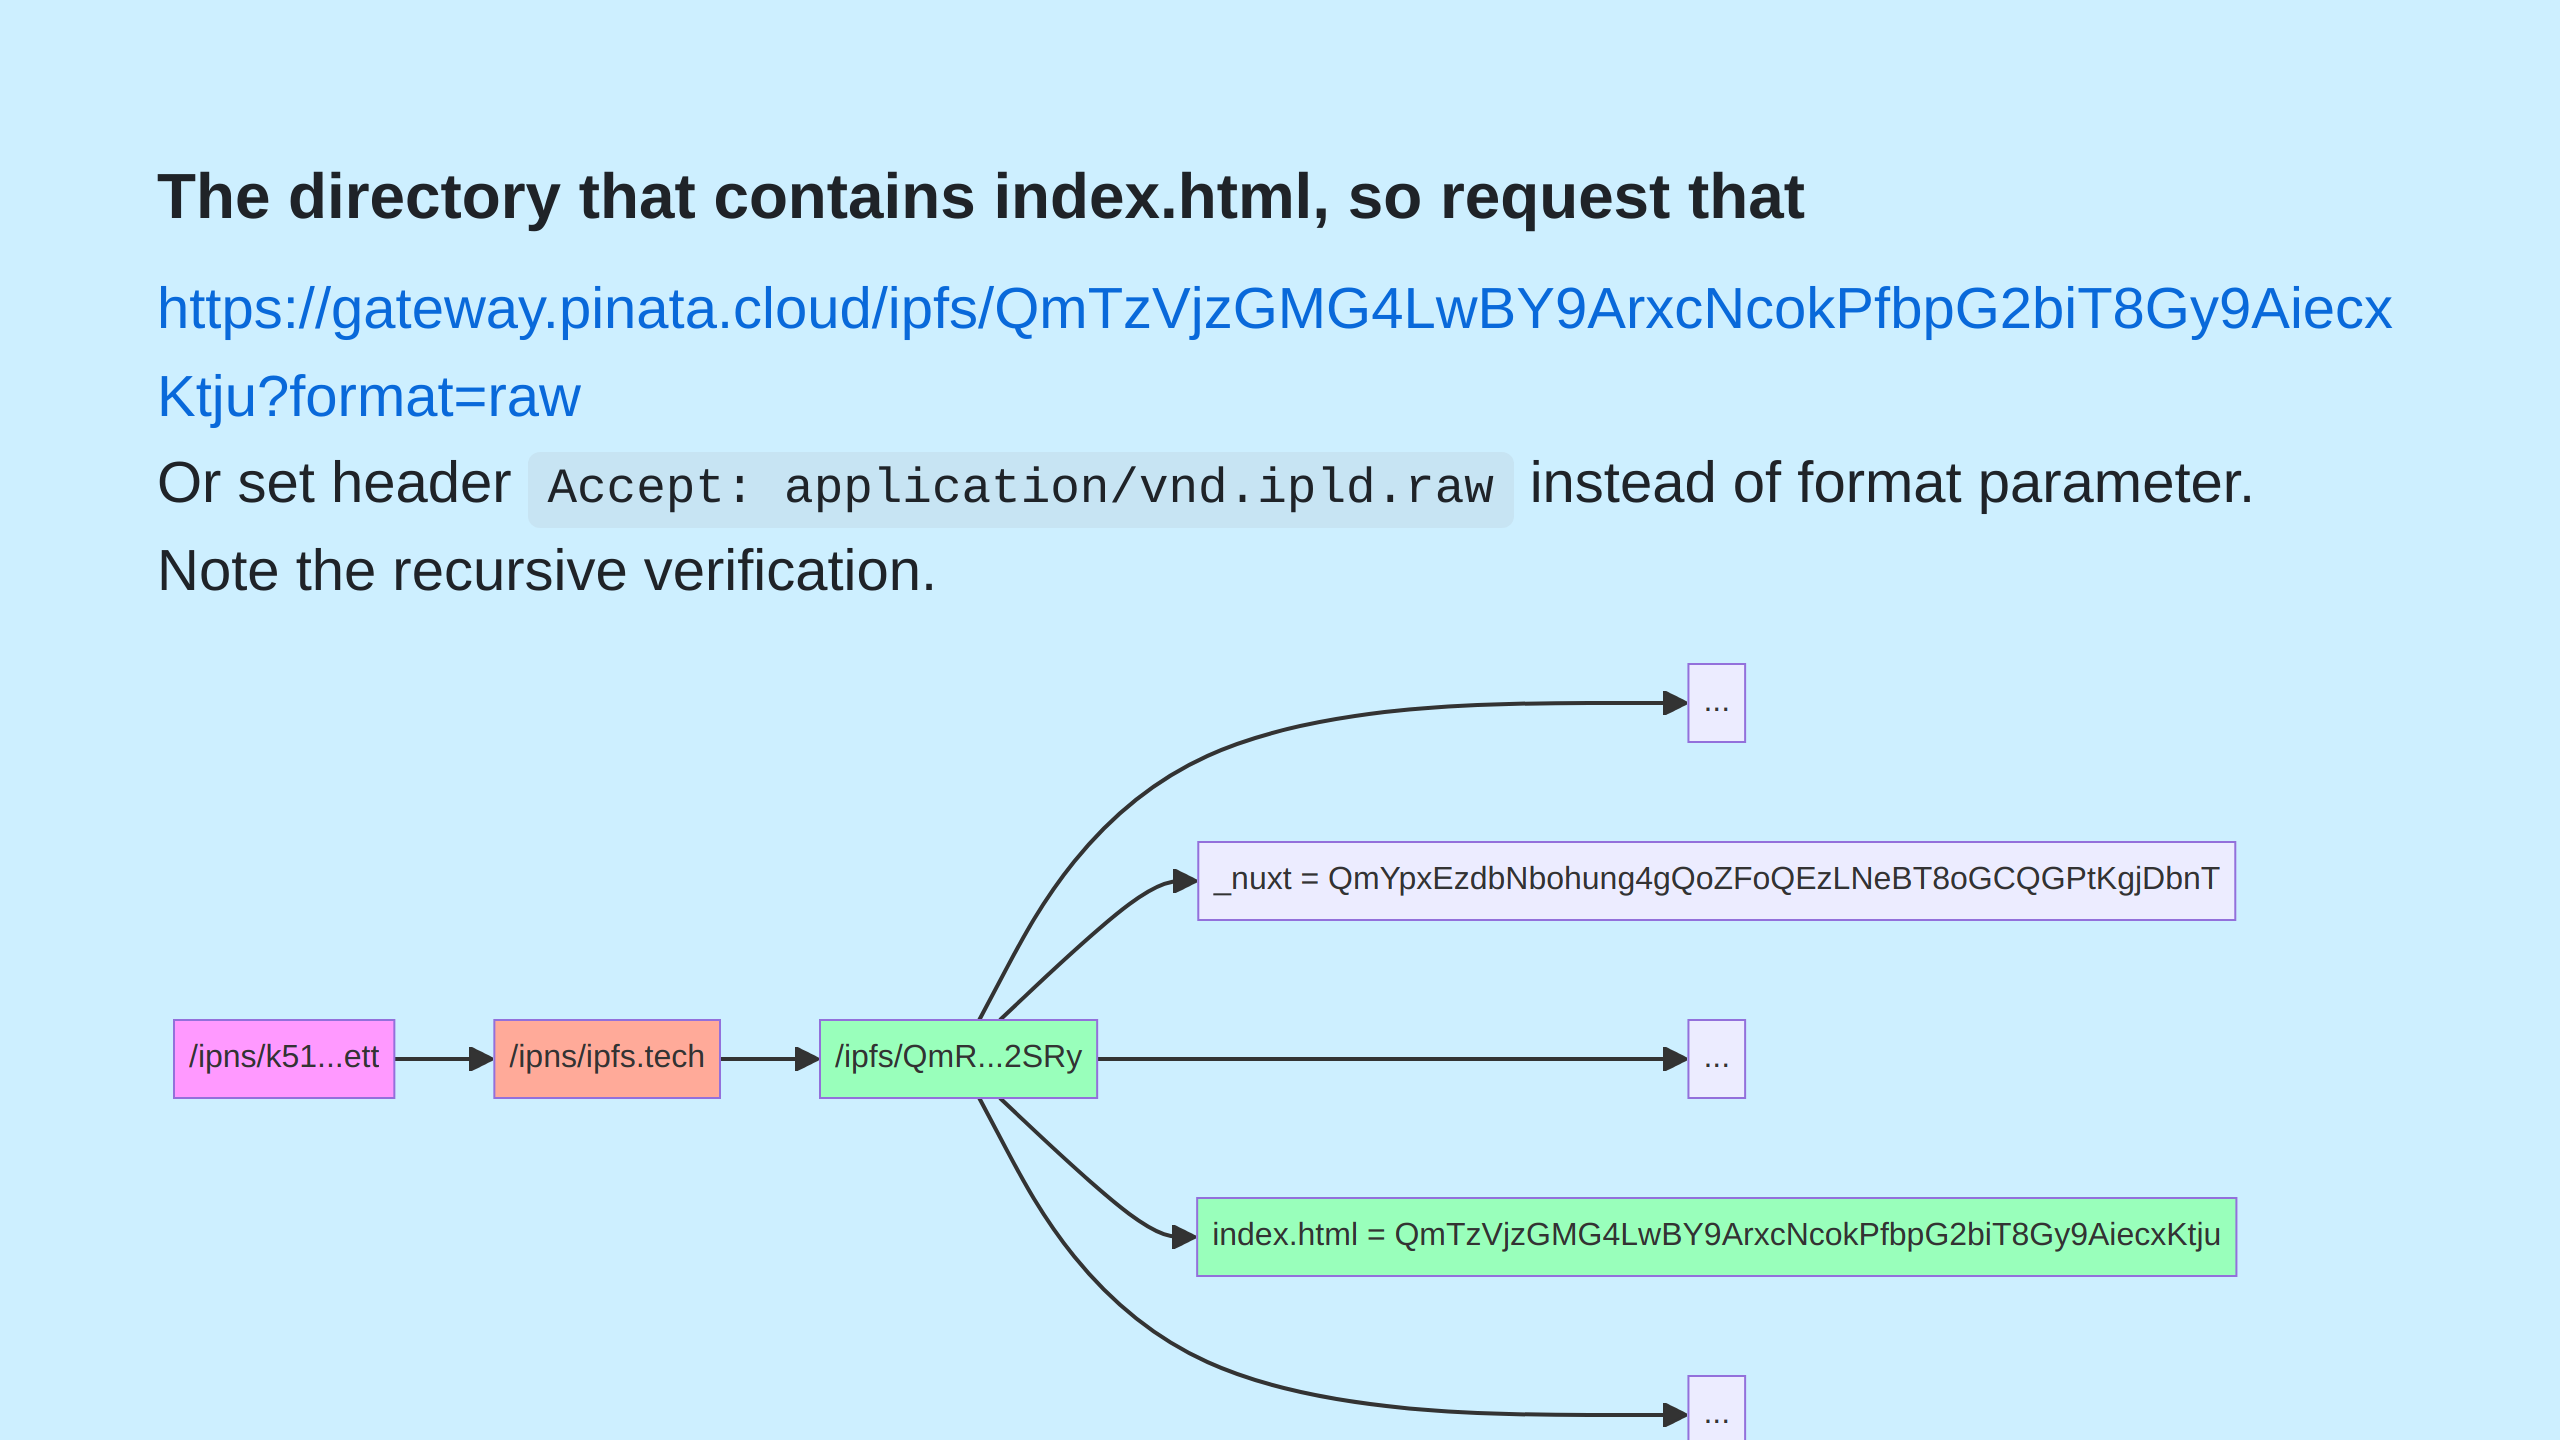 The directory that contains index.html, so request that
https://gateway.pinata.cloud/ipfs/QmTzVjzGMG4LwBY9ArxcNcokPfbpG2biT8Gy9Aiecx
Ktju?format=raw
Or set header Accept: application/vnd.ipld.raw instead of format parameter.
Note the recursive verification.
...
_nuxt = QmYpxEzdbNbohung4gQoZFoQEzLNeBT8oGCQGPtKgjDbnT
/ipns/k51...ett
/ipns/ipfs.tech
/ipfs/QmR...2SRy
...
index.html = QmTzVjzGMG4LwBY9ArxcNcokPfbpG2biT8Gy9AiecxKtju
...